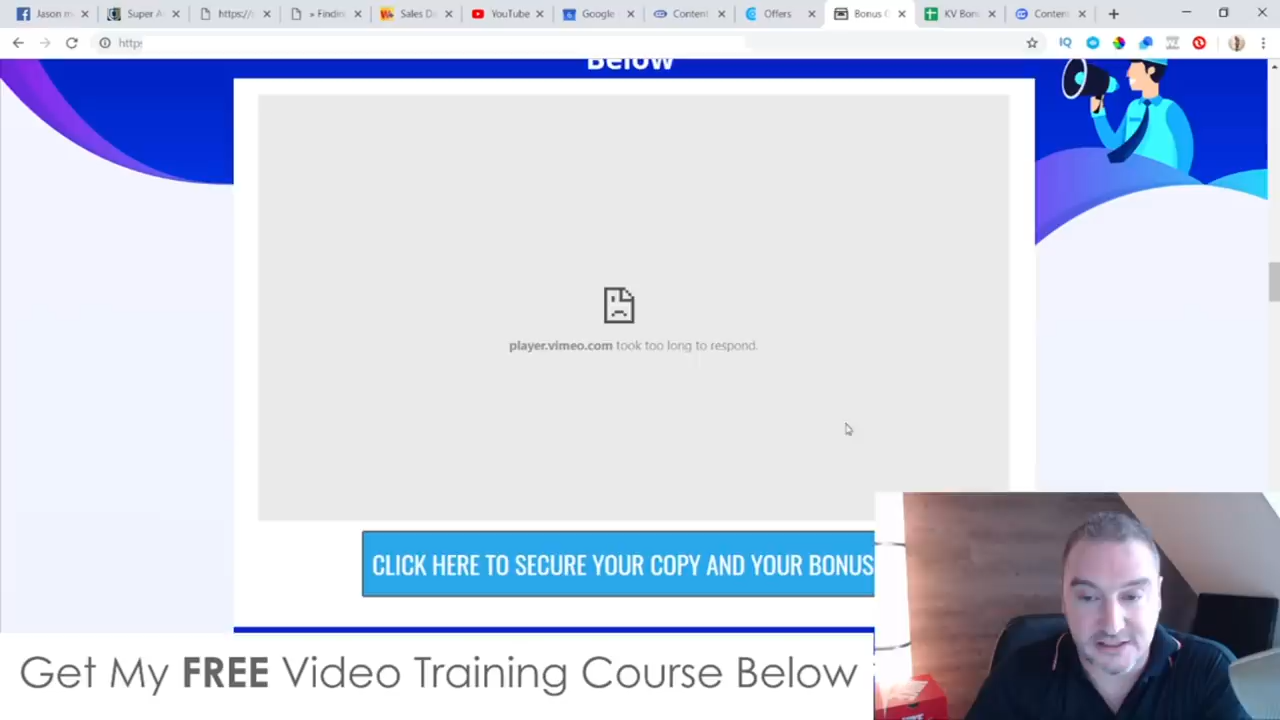 Jason m
Super A
https://
» Findin
Sales D
YouTube
Google
Content
Offers
Bonus
KV Bon
Conten
http
IQ
Below
player.vimeo.com took too long to respond.
CLICK HERE TO SECURE YOUR COPY AND YOUR BONUS
Get My FREE Video Training Course Below